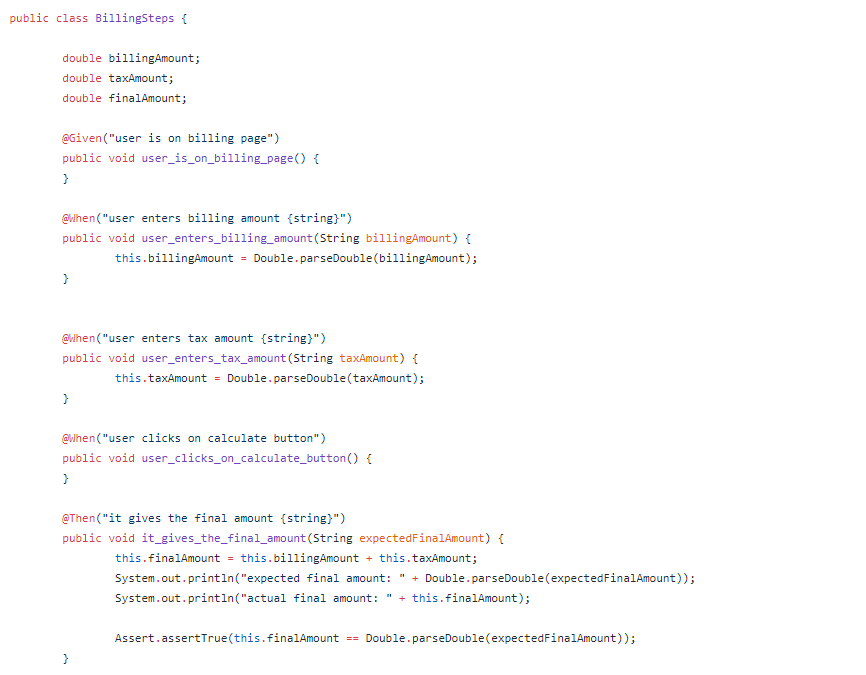 public class BillingSteps {
double billingAmount;
double taxAmount;
double finalAmount;
@Given("user is on billing page")
public void user_is_on_billing_page() {
}
@When("user enters billing amount {string}")
public void user_enters_billing_amount(String billingAmount) {
this.billingAmount = Double.parseDouble(billingAmount);
}
@When("user enters tax amount {string}")
public void user_enters_tax_amount(String taxAmount) {
this.taxAmount = Double.parseDouble(taxAmount);
}
@When("user clicks on calculate button")
public void user_clicks_on_calculate_button() {
}
@Then("it gives the final amount {string}")
public void it_gives_the_final_amount(String expectedFinalAmount) {
this.finalAmount = this.billingAmount + this.taxAmount;
System.out.println("expected final amount: " + Double.parseDouble(expectedFinalAmount));
System.out.println("actual final amount: " + this.finalAmount);
Assert.assertTrue(this.finalAmount == Double.parseDouble(expectedFinalAmount));
}